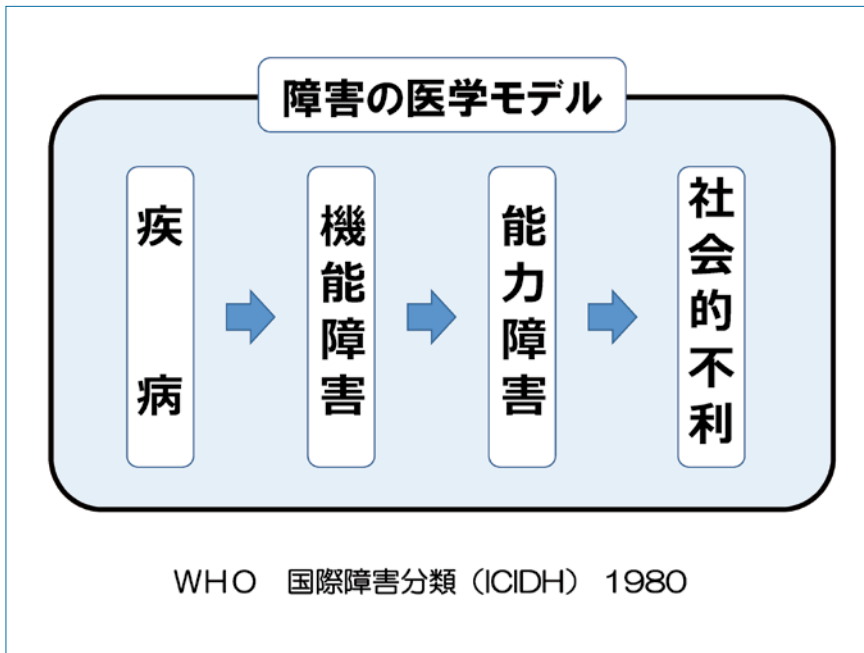 障害の医学モデル
疾病
機能障害
能力障害
社会的不利
WHO 国際障害分類(ICIDH) 1980